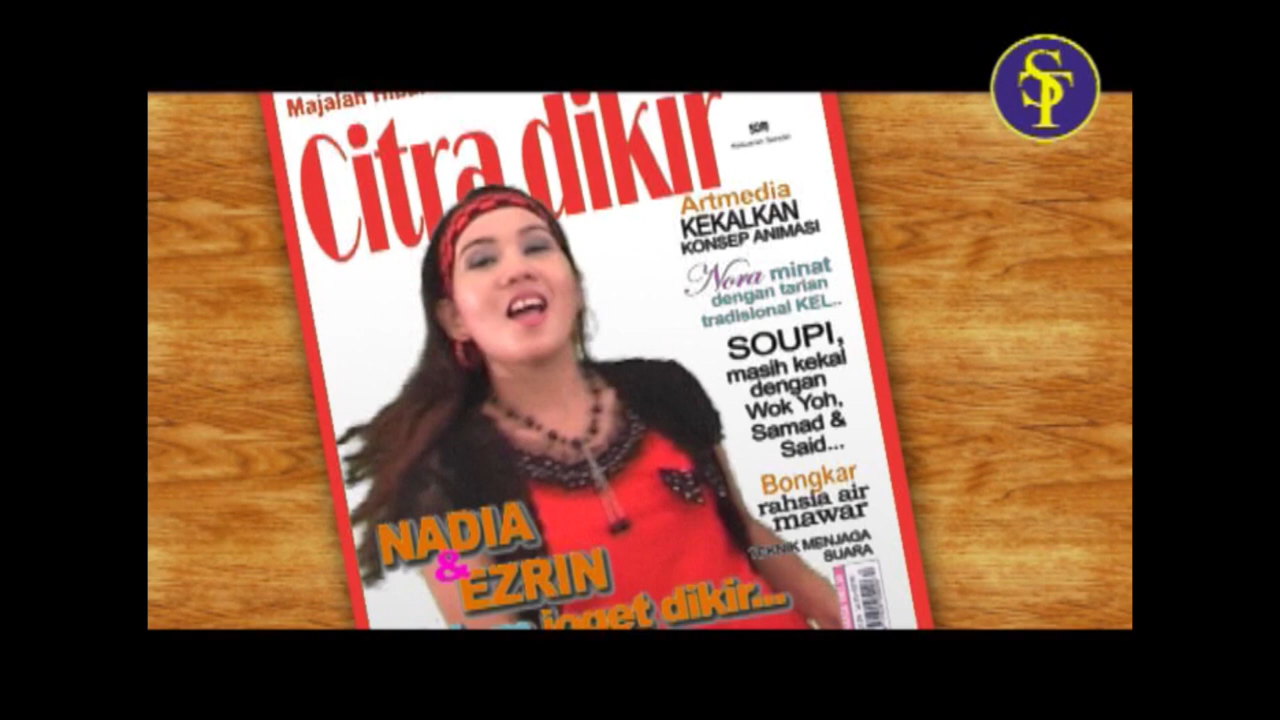 ST
Majalah
Citra dikir
Artmedia
KEKALKAN
KONSEP ANIMASI
Nora minat
dengan tarian
tradisional KEL..
SOUPI,
masih kekal
dengan
Wok Yoh,
Samad &
Said...
Bongkar
rahsia air
mawar
TEKNIK MENJAGA
SUARA
NADIA
&
EZRIN
joget dikir...